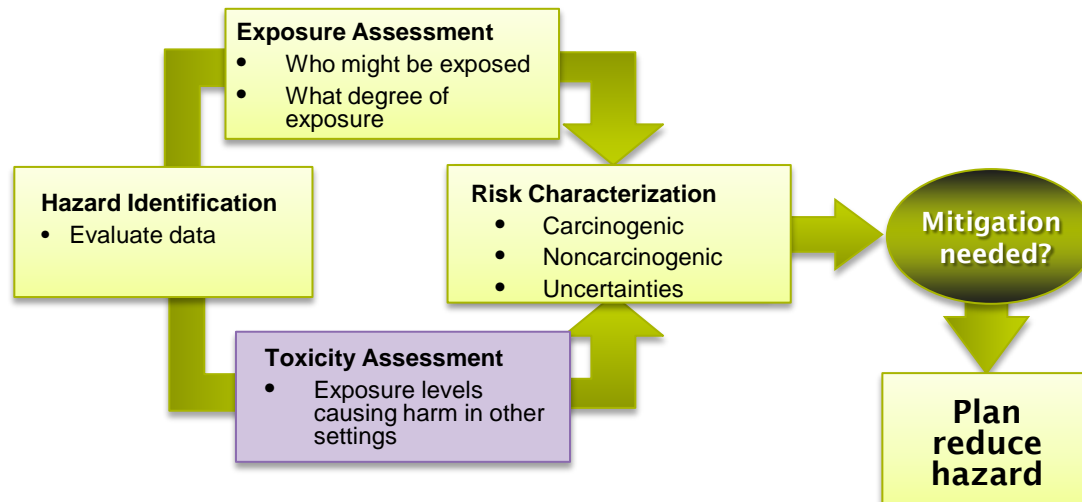 Exposure Assessment
• Who might be exposed
• What degree of
exposure
Hazard Identification
• Evaluate data
Risk Characterization
• Carcinogenic
• Noncarcinogenic
• Uncertainties
Mitigation
needed?
Toxicity Assessment
• Exposure levels
causing harm in other
settings
Plan
reduce
hazard